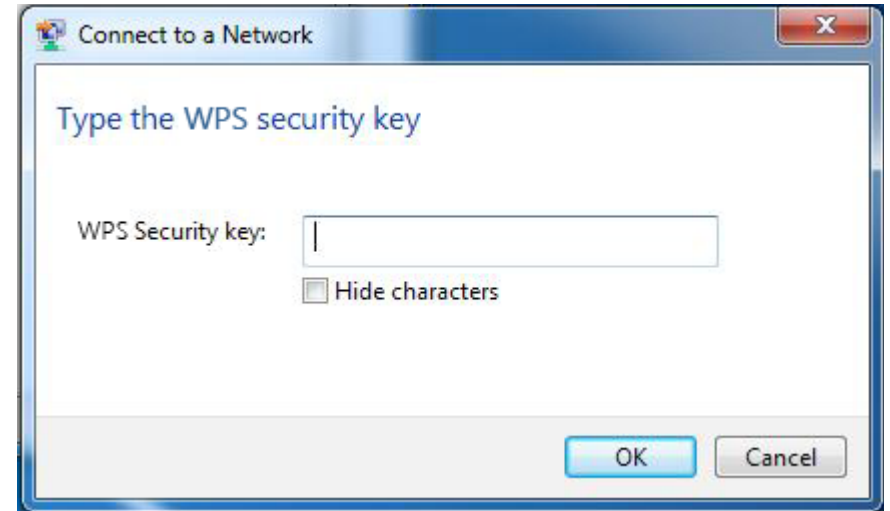 Connect to a Network
Type the WPS security key
WPS Security key:
Hide characters
OK Cancel